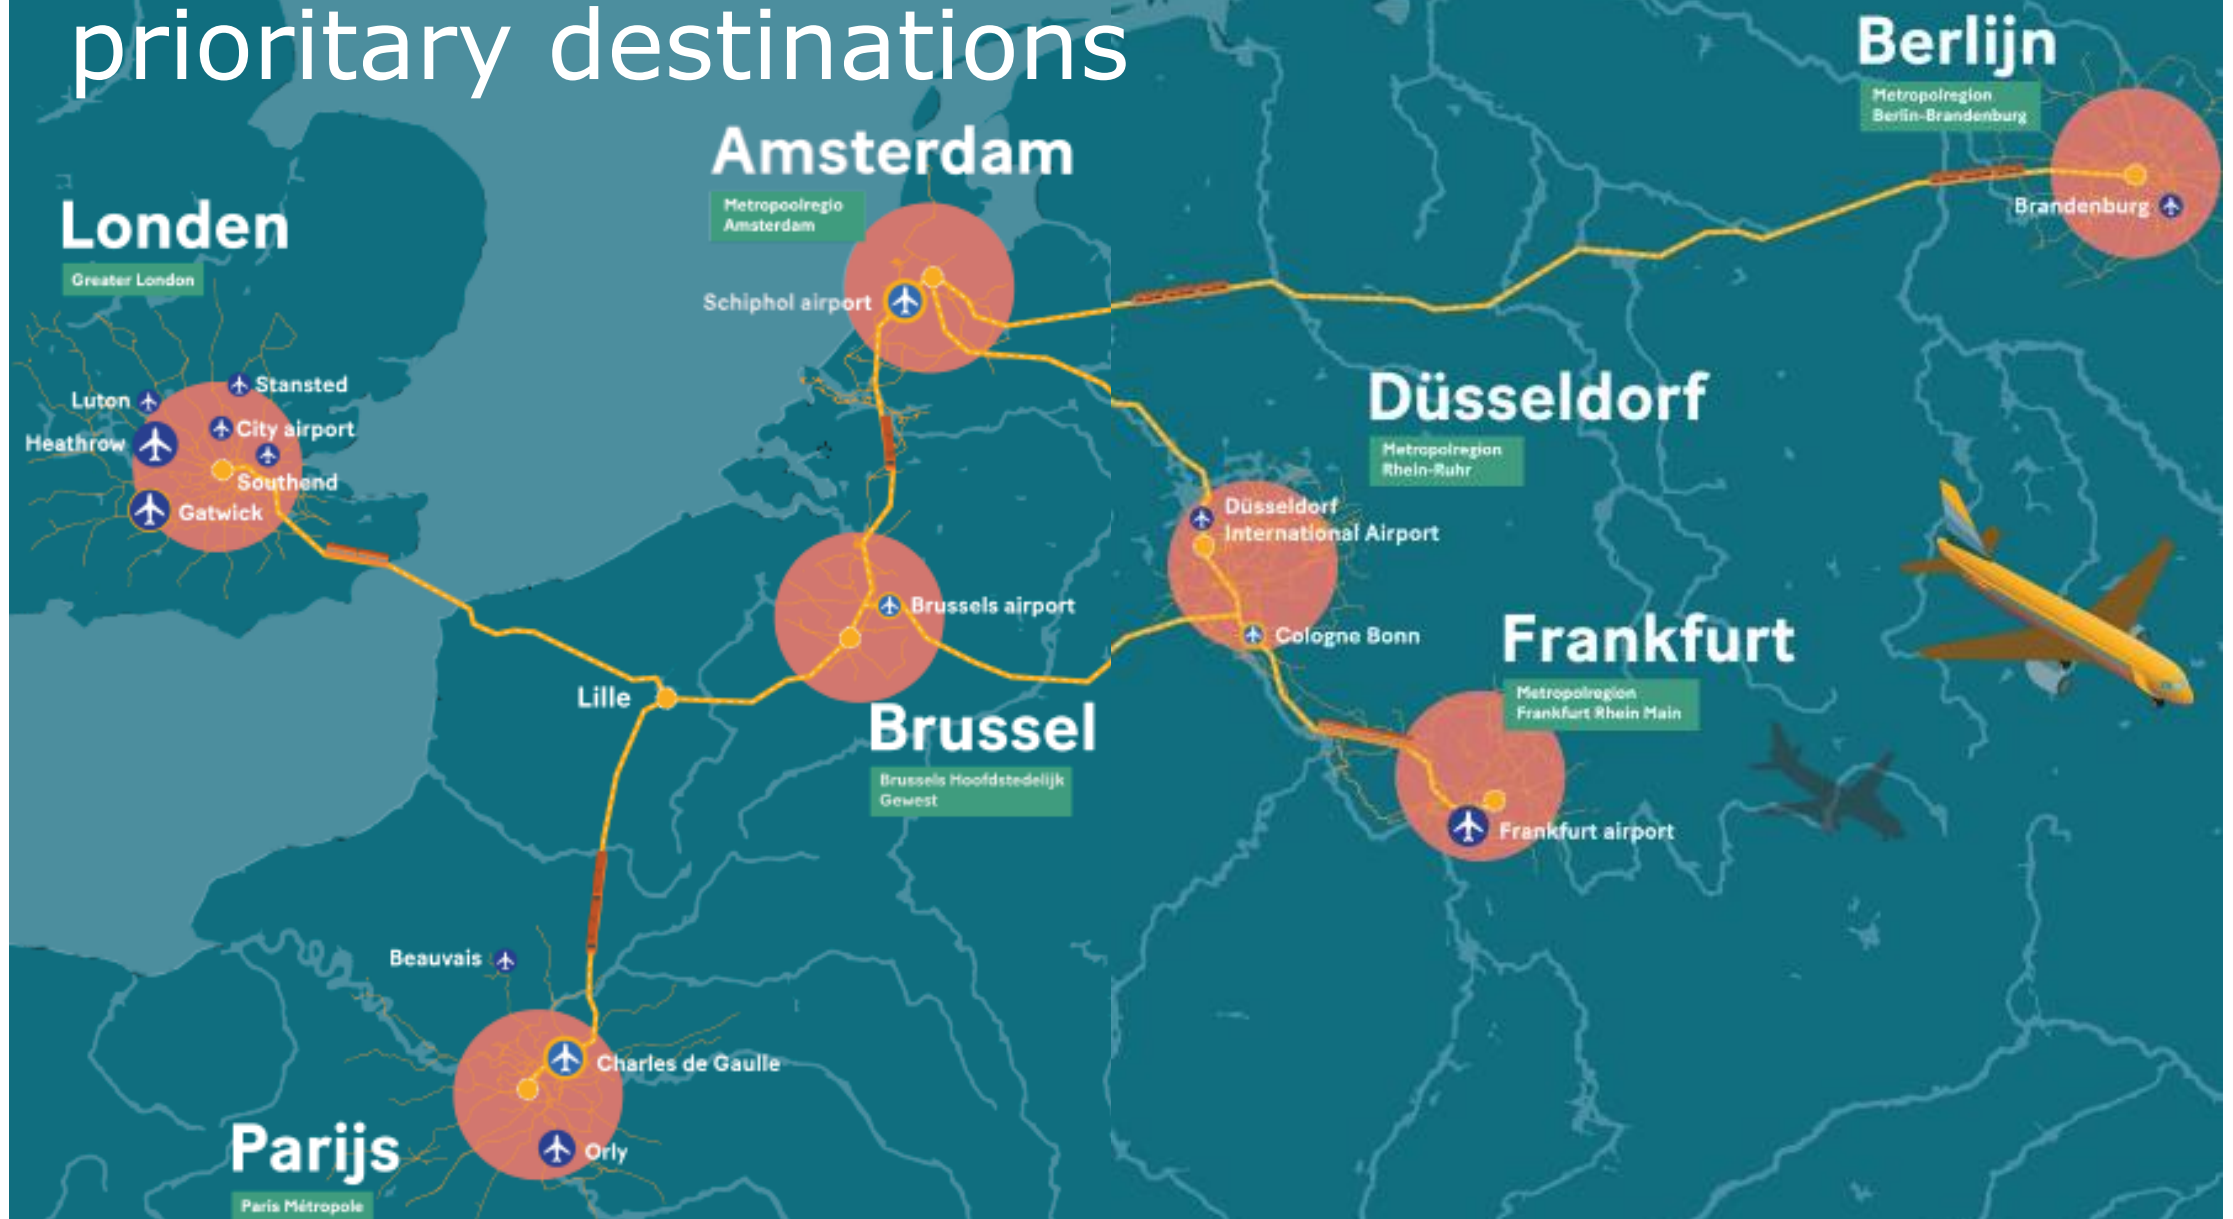 prioritary destinations
Berlijn
Metropolregion
Berlin-Brandenburg
Brandenburg
Amsterdam
Metropoolregio
Amsterdam
Schiphol airport
Londen
Greater London
Luton
Stansted
Heathrow
City airport
Southend
Gatwick
Düsseldorf
Metropolregion
Rhein-Ruhr
Düsseldorf
International Airport
Cologne Bonn
Brussels airport
Brussel
Brussels Hoofdstedelijk
Gewest
Lille
Frankfurt
Metropolregion
Frankfurt Rhein Main
Frankfurt airport
Beauvais
Charles de Gaulle
Orly
Parijs
Paris Métropole